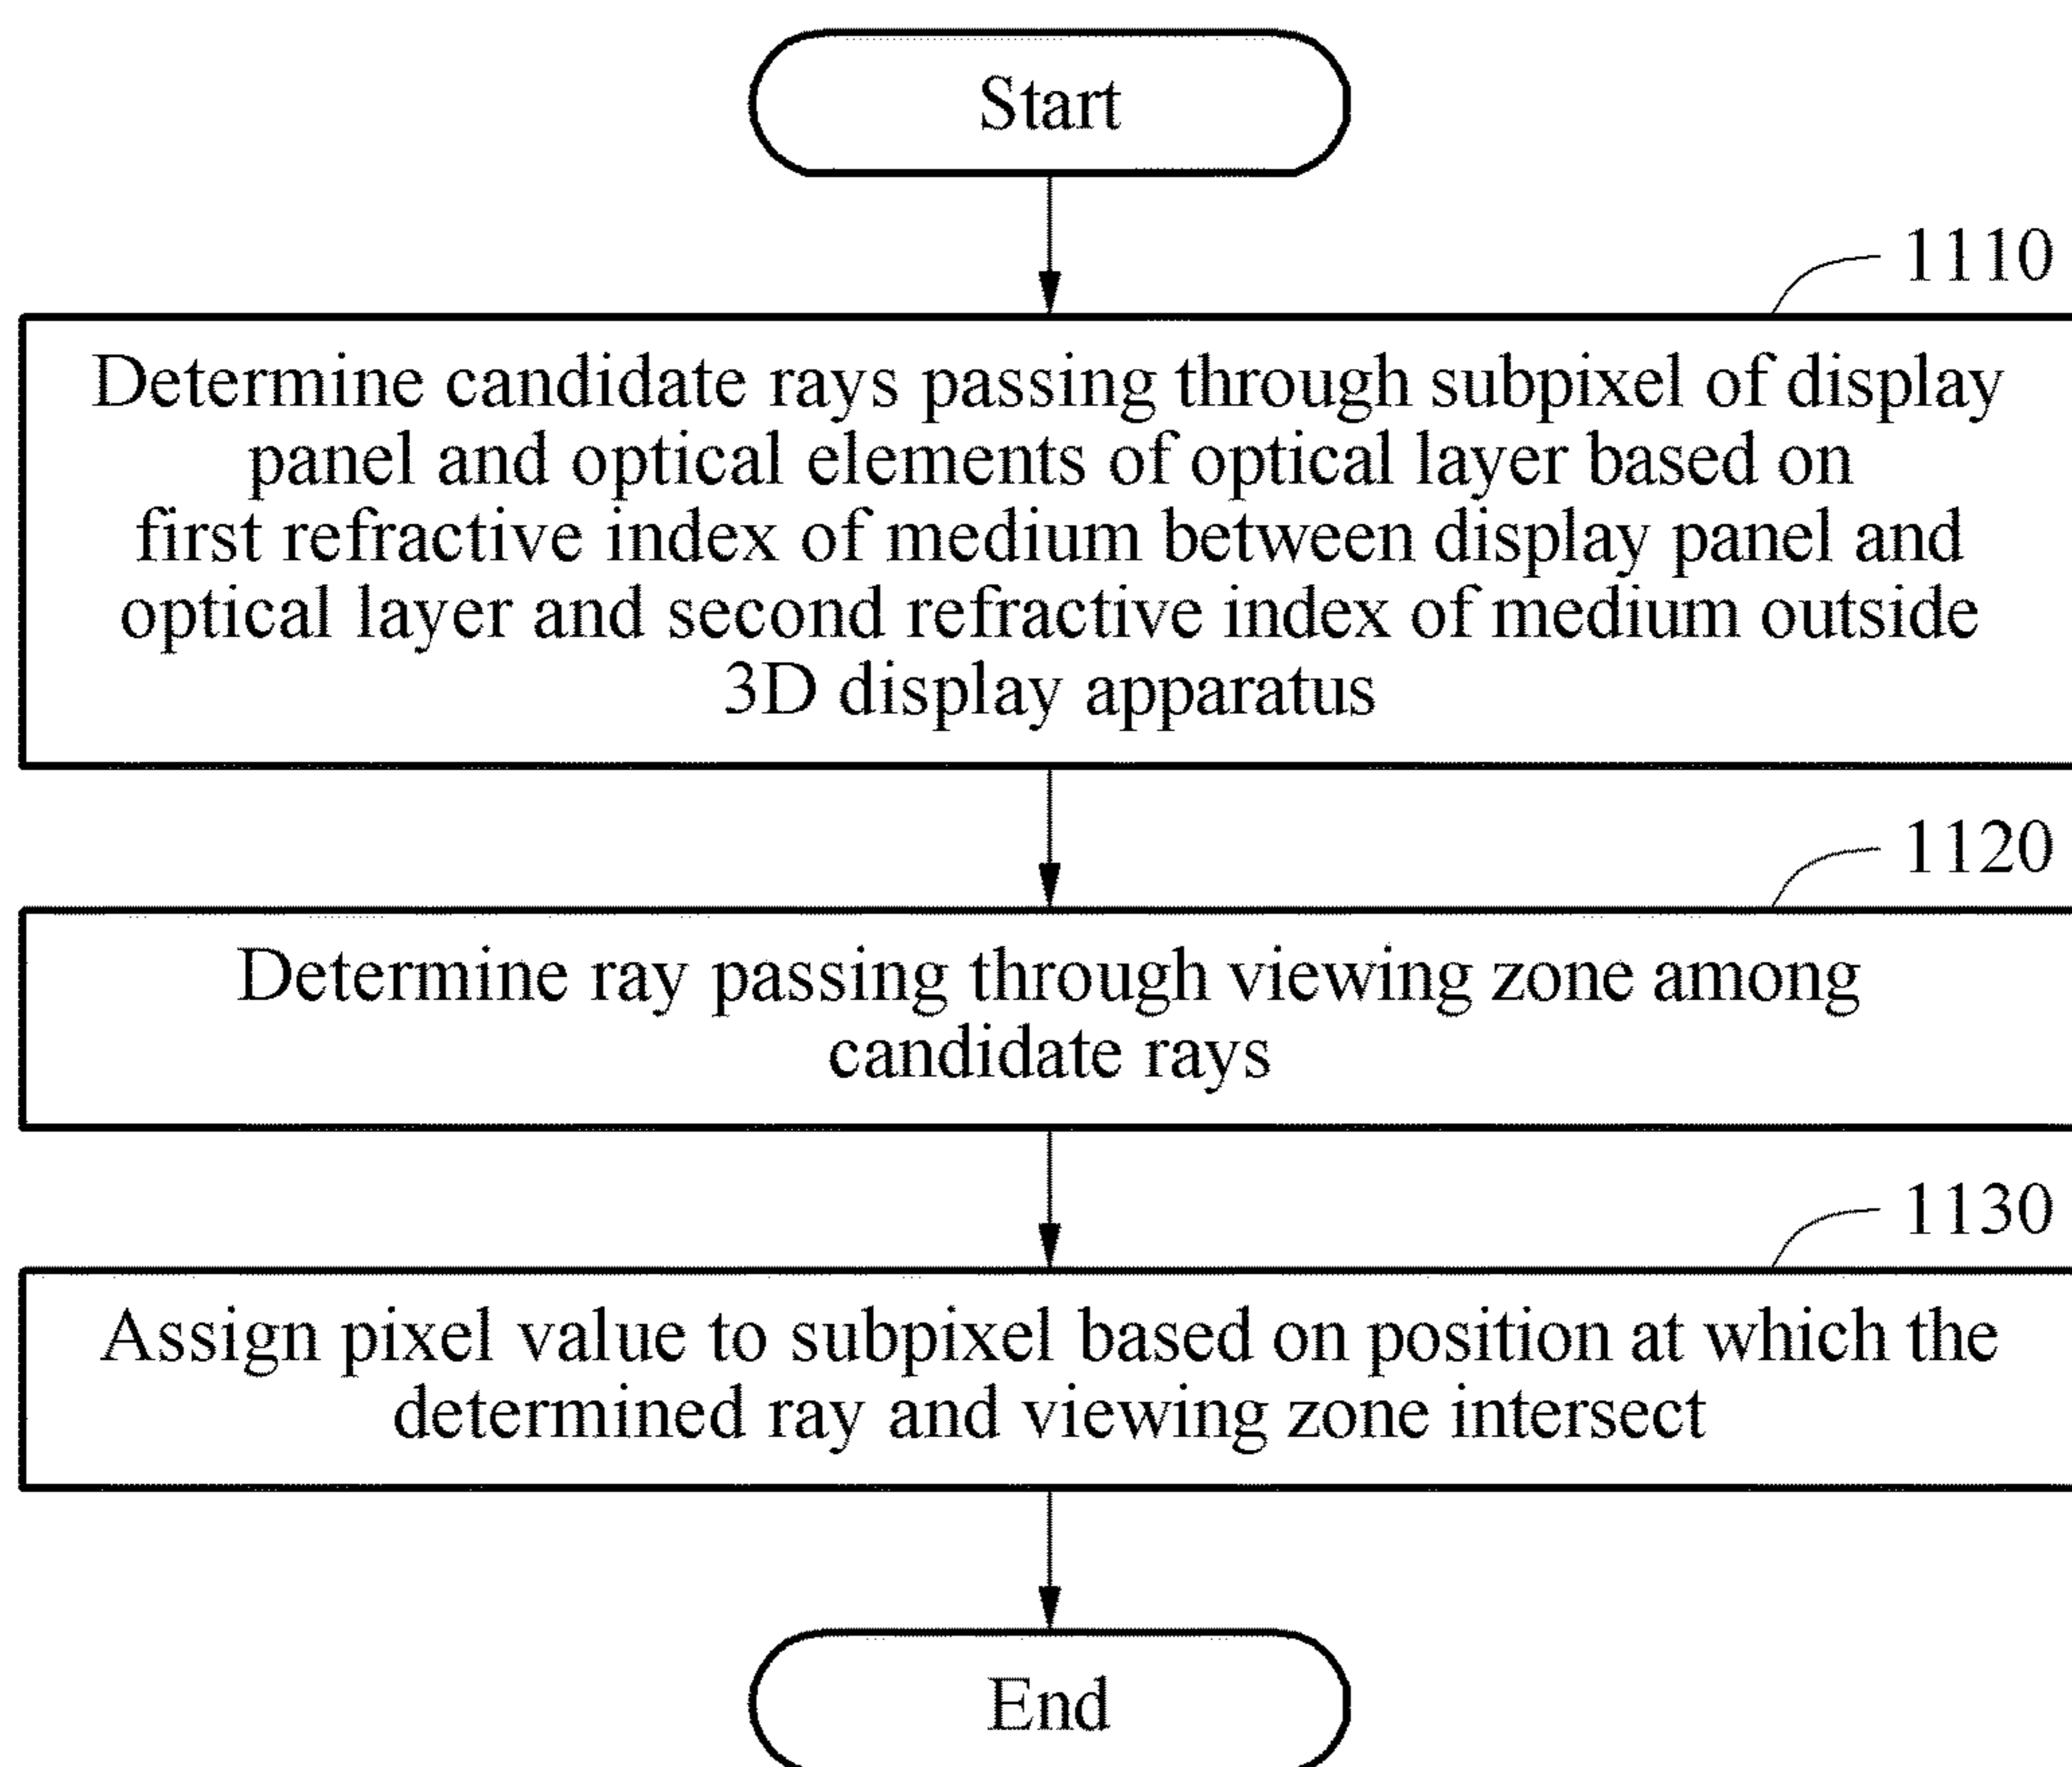 Start
1110
Determine candidate rays passing through subpixel of display
panel and optical elements of optical layer based on
first refractive index of medium between display panel and
optical layer and second refractive index of medium outside
3D display apparatus
1120
Determine ray passing through viewing zone among
candidate rays
1130
Assign pixel value to subpixel based on position at which the
determined ray and viewing zone intersect
End